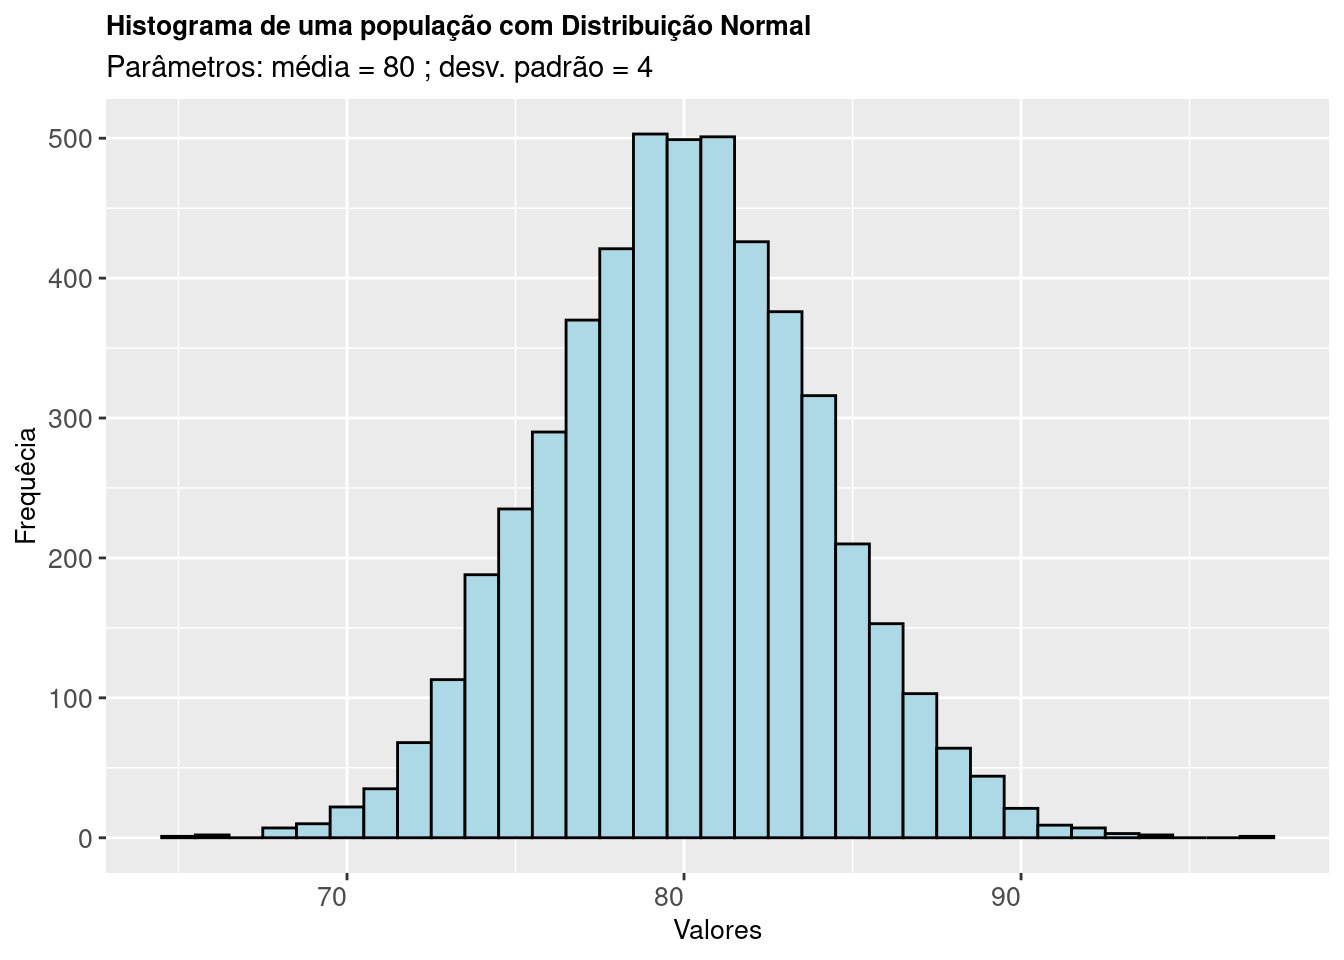 Histograma de uma população com Distribuição Normal
Parâmetros: média = 80 ; desv. padrão = 4
500
400
300
200
100
0
Frequêcia
70 80 90
Valores